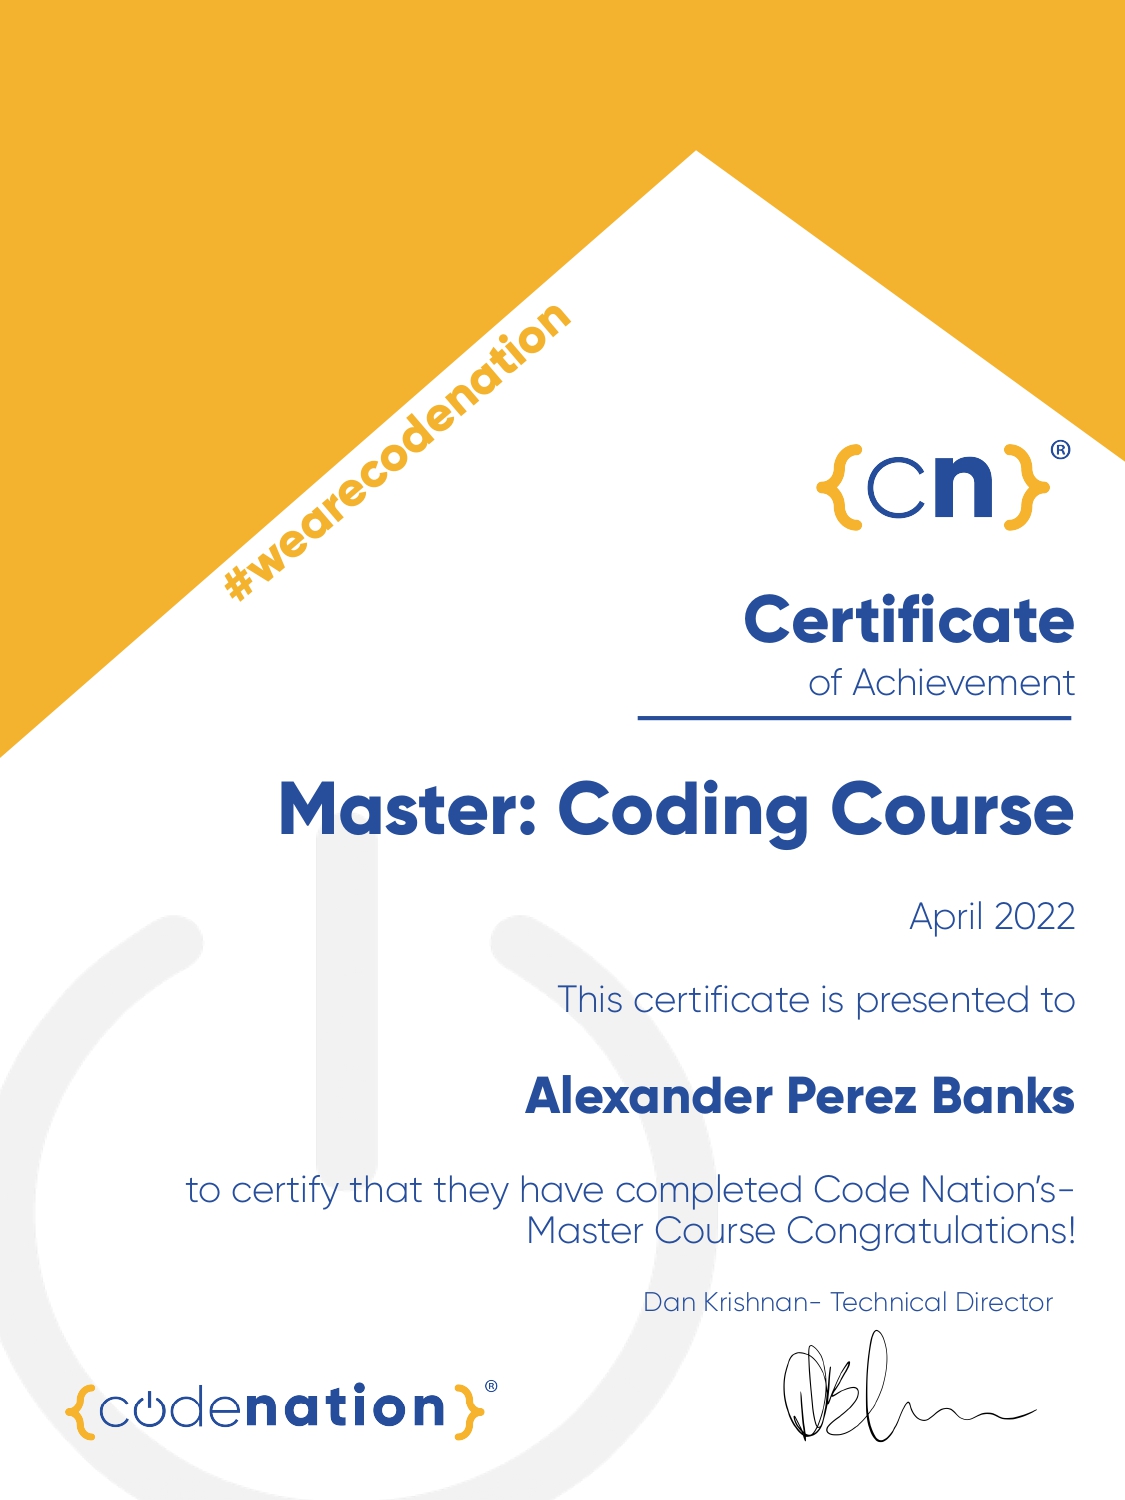 #wearecodenation
{cn}®
Certificate
of Achievement
Master: Coding Course
April 2022
This certificate is presented to
Alexander Perez Banks
to certify that they have completed Code Nation’s-
Master Course Congratulations!
Dan Krishnan- Technical Director
{codenation}®